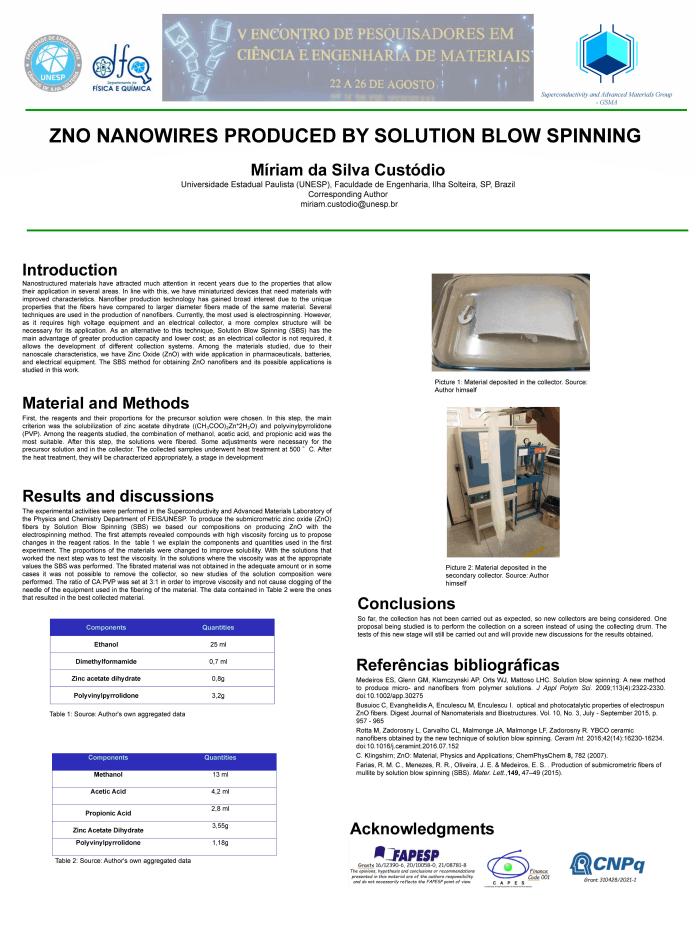 FACULDADE DE ENGENHARIA
UNESP
CAMPUS DE ILHA SOLTEIRA
dfq
Departamento de
FÍSICA E QUÍMICA
V ENCONTRO DE PESQUISADORES EM
CIÊNCIA E ENGENHARIA DE MATERIAIS
22 A 26 DE AGOSTO
Superconductivity and Advanced Materials Group
- GSMA
ZNO NANOWIRES PRODUCED BY SOLUTION BLOW SPINNING
Míriam da Silva Custódio
Universidade Estadual Paulista (UNESP), Faculdade de Engenharia, Ilha Solteira, SP, Brazil
Corresponding Author
miriam.custodio@unesp.br
Introduction
Nanostructured materials have attracted much attention in recent years due to the properties that allow
their application in several areas. In line with this, we have miniaturized devices that need materials with
improved characteristics. Nanofiber production technology has gained broad interest due to the unique
properties that the fibers have compared to larger diameter fibers made of the same material. Several
techniques are used in the production of nanofibers. Currently, the most used is electrospinning. However,
as it requires high voltage equipment and an electrical collector, a more complex structure will be
necessary for its application. As an alternative to this technique, Solution Blow Spinning (SBS) has the
main advantage of greater production capacity and lower cost; as an electrical collector is not required, it
allows the development of different collection systems. Among the materials studied, due to their
nanoscale characteristics, we have Zinc Oxide (ZnO) with wide application in pharmaceuticals, batteries,
and electrical equipment. The SBS method for obtaining ZnO nanofibers and its possible applications is
studied in this work.
Material and Methods
First, the reagents and their proportions for the precursor solution were chosen. In this step, the main
criterion was the solubilization of zinc acetate dihydrate ((CH₃COO)₂Zn*2H₂O) and polyvinylpyrrolidone
(PVP). Among the reagents studied, the combination of methanol, acetic acid, and propionic acid was the
most suitable. After this step, the solutions were fibered. Some adjustments were necessary for the
precursor solution and in the collector. The collected samples underwent heat treatment at 500 ˚ C. After
the heat treatment, they will be characterized appropriately, a stage in development
Results and discussions
The experimental activities were performed in the Superconductivity and Advanced Materials Laboratory of
the Physics and Chemistry Department of FEIS/UNESP. To produce the submicrometric zinc oxide (ZnO)
fibers by Solution Blow Spinning (SBS) we based our compositions on producing ZnO with the
electrospinning method. The first attempts revealed compounds with high viscosity forcing us to propose
changes in the reagent ratios. In the table 1 we explain the components and quantities used in the first
experiment. The proportions of the materials were changed to improve solubility. With the solutions that
worked the next step was to test the viscosity. In the solutions where the viscosity was at the appropriate
values the SBS was performed. The fibrated material was not obtained in the adequate amount or in some
cases it was not possible to remove the collector, so new studies of the solution composition were
performed. The ratio of CA:PVP was set at 3:1 in order to improve viscosity and not cause clogging of the
needle of the equipment used in the fibering of the material. The data contained in Table 2 were the ones
that resulted in the best collected material.
Components Quantities
Ethanol 25 ml
Dimethylformamide 0,7 ml
Zinc acetate dihydrate 0,8g
Polyvinylpyrrolidone 3,2g
Table 1: Source: Author's own aggregated data
Components Quantities
Methanol 13 ml
Acetic Acid 4,2 ml
Propionic Acid 2,8 ml
Zinc Acetate Dihydrate 3,55g
Polyvinylpyrrolidone 1,18g
Table 2: Source: Author's own aggregated data
Picture 1: Material deposited in the collector. Source:
Author himself
Picture 2: Material deposited in the
secondary collector. Source: Author
himself
Conclusions
So far, the collection has not been carried out as expected, so new collectors are being considered. One
proposal being studied is to perform the collection on a screen instead of using the collecting drum. The
tests of this new stage will still be carried out and will provide new discussions for the results obtained.
Referências bibliográficas
Medeiros ES, Glenn GM, Klamczynski AP, Orts WJ, Mattoso LHC. Solution blow spinning: A new method
to produce micro- and nanofibers from polymer solutions. J Appl Polym Sci. 2009;113(4):2322-2330.
doi:10.1002/app.30275
Busuioc C, Evanghelidis A, Enculescu M, Enculescu I. optical and photocatalytic properties of electrospun
ZnO fibers. Digest Journal of Nanomaterials and Biostructures. Vol. 10, No. 3, July - September 2015, p.
957 - 965
Rotta M, Zadorosny L, Carvalho CL, Malmonge JA, Malmonge LF, Zadorosny R. YBCO ceramic
nanofibers obtained by the new technique of solution blow spinning. Ceram Int. 2016;42(14):16230-16234.
doi:10.1016/j.ceramint.2016.07.152
C. Klingshirn; ZnO: Material, Physics and Applications; ChemPhysChem 8, 782 (2007).
Farias, R. M. C., Menezes, R. R., Oliveira, J. E. & Medeiros, E. S. . Production of submicrometric fibers of
mullite by solution blow spinning (SBS). Mater. Lett.,149, 47–49 (2015).
Acknowledgments
FAPESP
Grants 16/12390-6, 20/10058-0, 21/08781-8
The opinions, hypothesis and conclusions or recommendations
presented in this material are of the authors responsibility
and do not necessarily reflects the FAPESP point of view.
CAPES
Finance
Code 001
CNPq
Grant 310428/2021-1